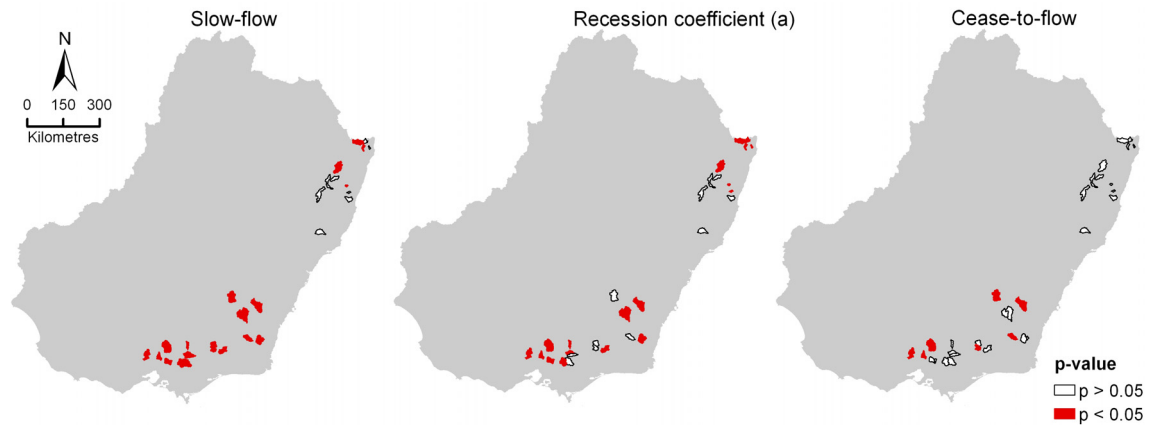 Slow-flow
Recession coefficient (a)
Cease-to-flow
N
0 150 300
Kilometres
p-value
p > 0.05
p < 0.05